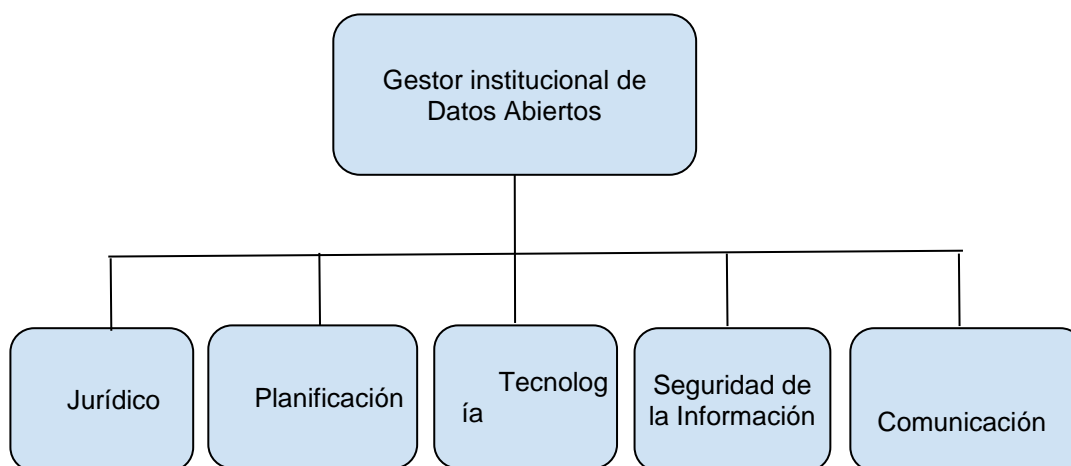 Gestor institucional de
Datos Abiertos
Jurídico
Planificación
Tecnolog
ía
Seguridad de
la Información
Comunicación